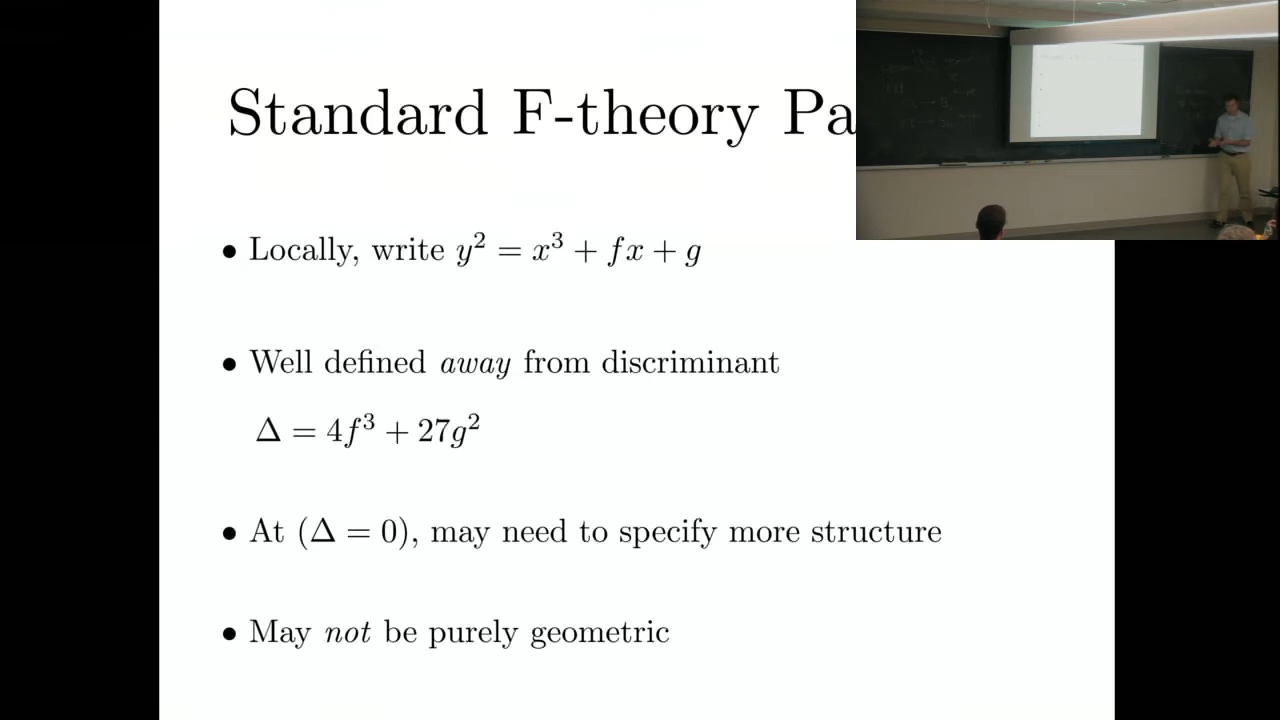 Standard F-theory Pa
• Locally, write y² = x³ + fx + g
• Well defined away from discriminant
Δ = 4f³ + 27g²
• At (Δ = 0), may need to specify more structure
• May not be purely geometric